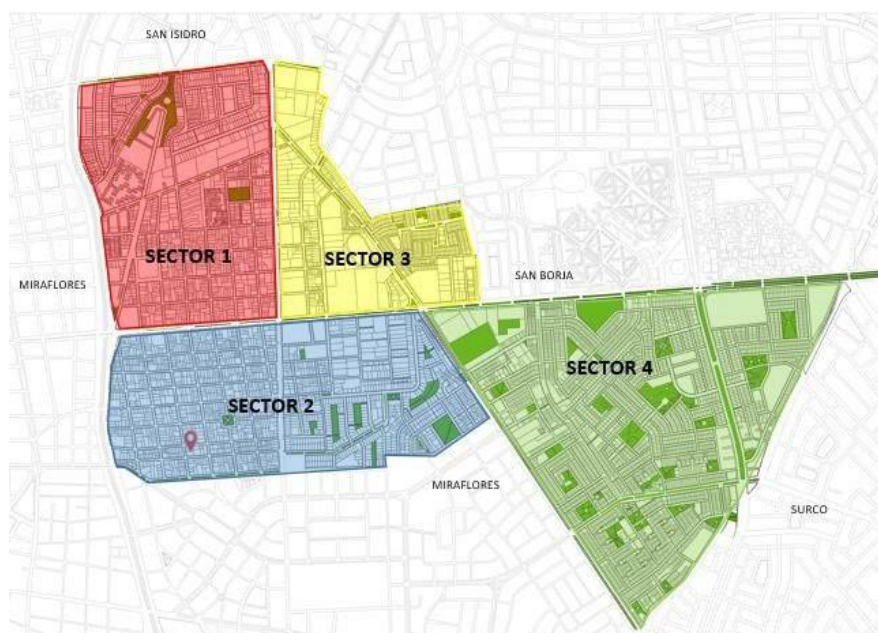 SAN ISIDRO
SECTOR 1
SECTOR 3
SAN BORJA
MIRAFLORES
SECTOR 4
SECTOR 2
MIRAFLORES
SURCO